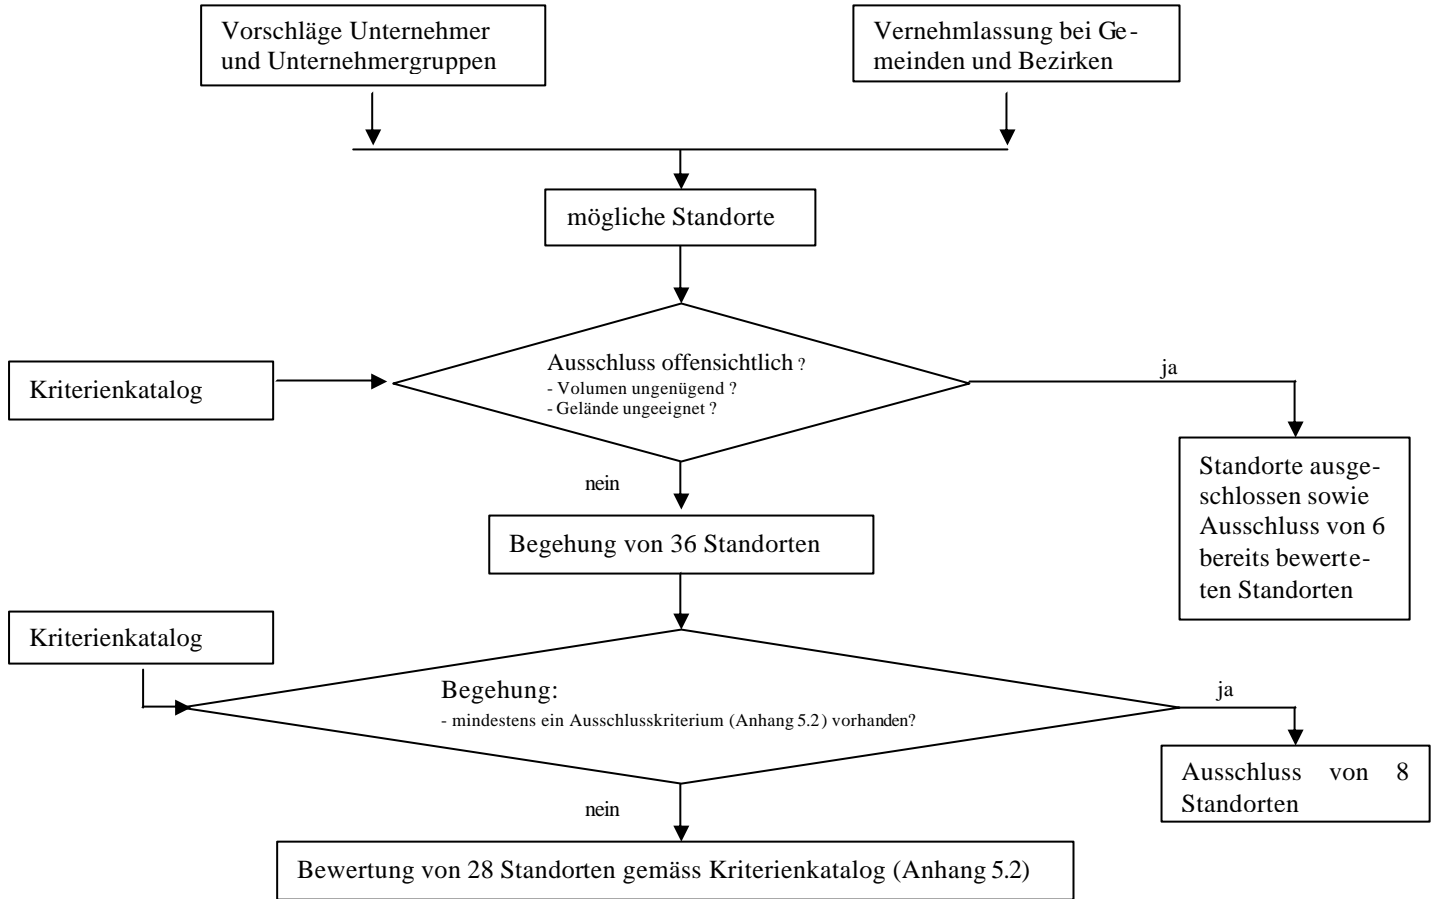 Vorschläge Unternehmer
und Unternehmergruppen
Vernehmlassung bei Ge-
meinden und Bezirken
mögliche Standorte
Kriterienkatalog
Ausschluss offensichtlich ?
- Volumen ungenügend ?
- Gelände ungeeignet ?
ja
Standorte ausge-
schlossen sowie
Ausschluss von 6
bereits bewerte-
ten Standorten
nein
Begehung von 36 Standorten
Kriterienkatalog
Begehung:
- mindestens ein Ausschlusskriterium (Anhang 5.2) vorhanden?
ja
Ausschluss von 8
Standorten
nein
Bewertung von 28 Standorten gemäss Kriterienkatalog (Anhang 5.2)